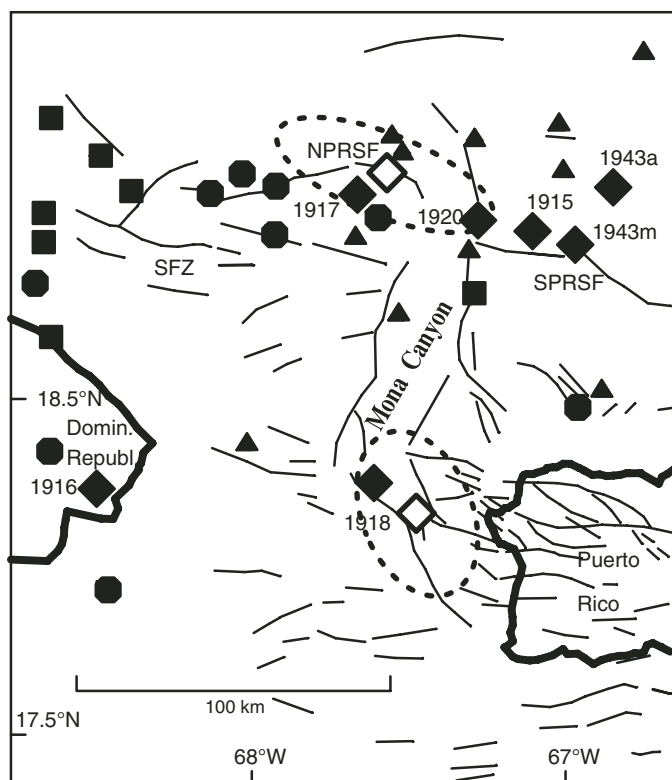 1943a
NPRSF
1917
1920
1915
1943m
SFZ
SPRSF
Mona Canyon
18.5°N
Domin.
Republ.
1916
1918
Puerto
Rico
100 km
17.5°N
68°W
67°W